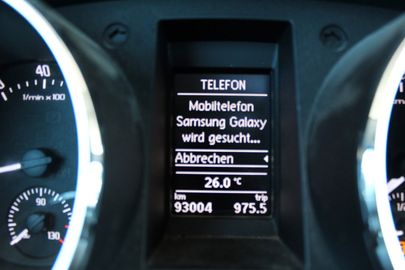 TELEFON
Mobiltelefon
Samsung Galaxy
wird gesucht...
Abbrechen
26.0 °C
km trip
93004 975.5
40
1/min x 100
90
130